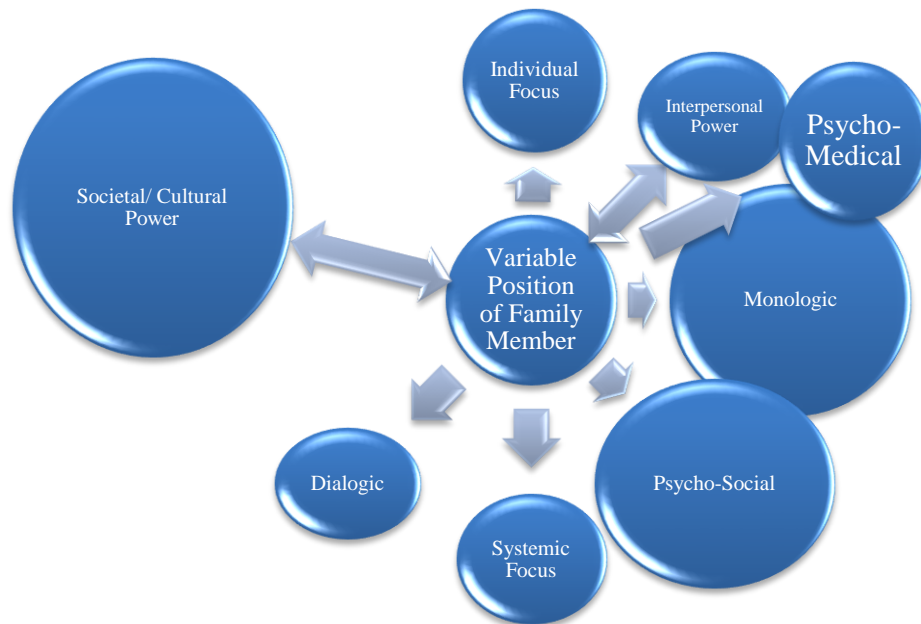 Individual
Focus
Interpersonal
Power
Psycho-
Medical
Societal/ Cultural
Power
Variable
Position
of Family
Member
Monologic
Dialogic
Psycho-Social
Systemic
Focus